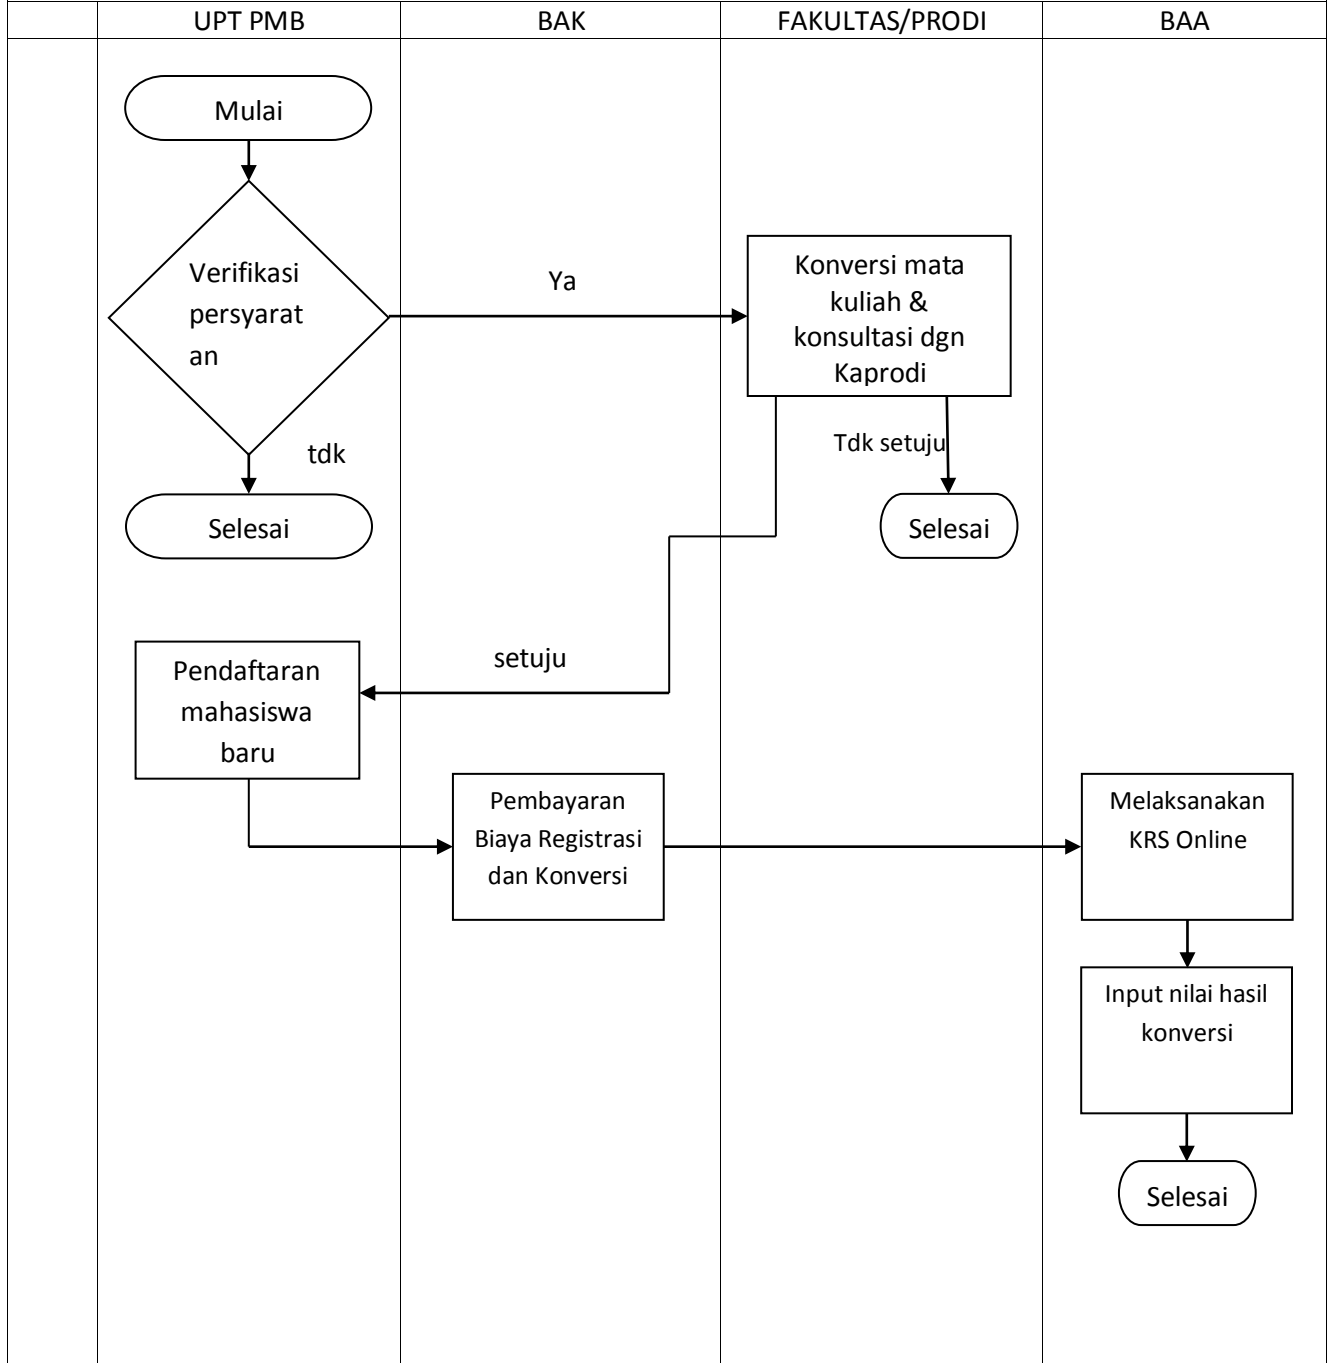 UPT PMB
BAK
FAKULTAS/PRODI
BAA
Mulai
Verifikasi
persyarat
an
Ya
Konversi mata
kuliah &
konsultasi dgn
Kaprodi
tdk
Tdk setuju
Selesai
Selesai
setuju
Pendaftaran
mahasiswa
baru
Pembayaran
Biaya Registrasi
dan Konversi
Melaksanakan
KRS Online
Input nilai hasil
konversi
Selesai